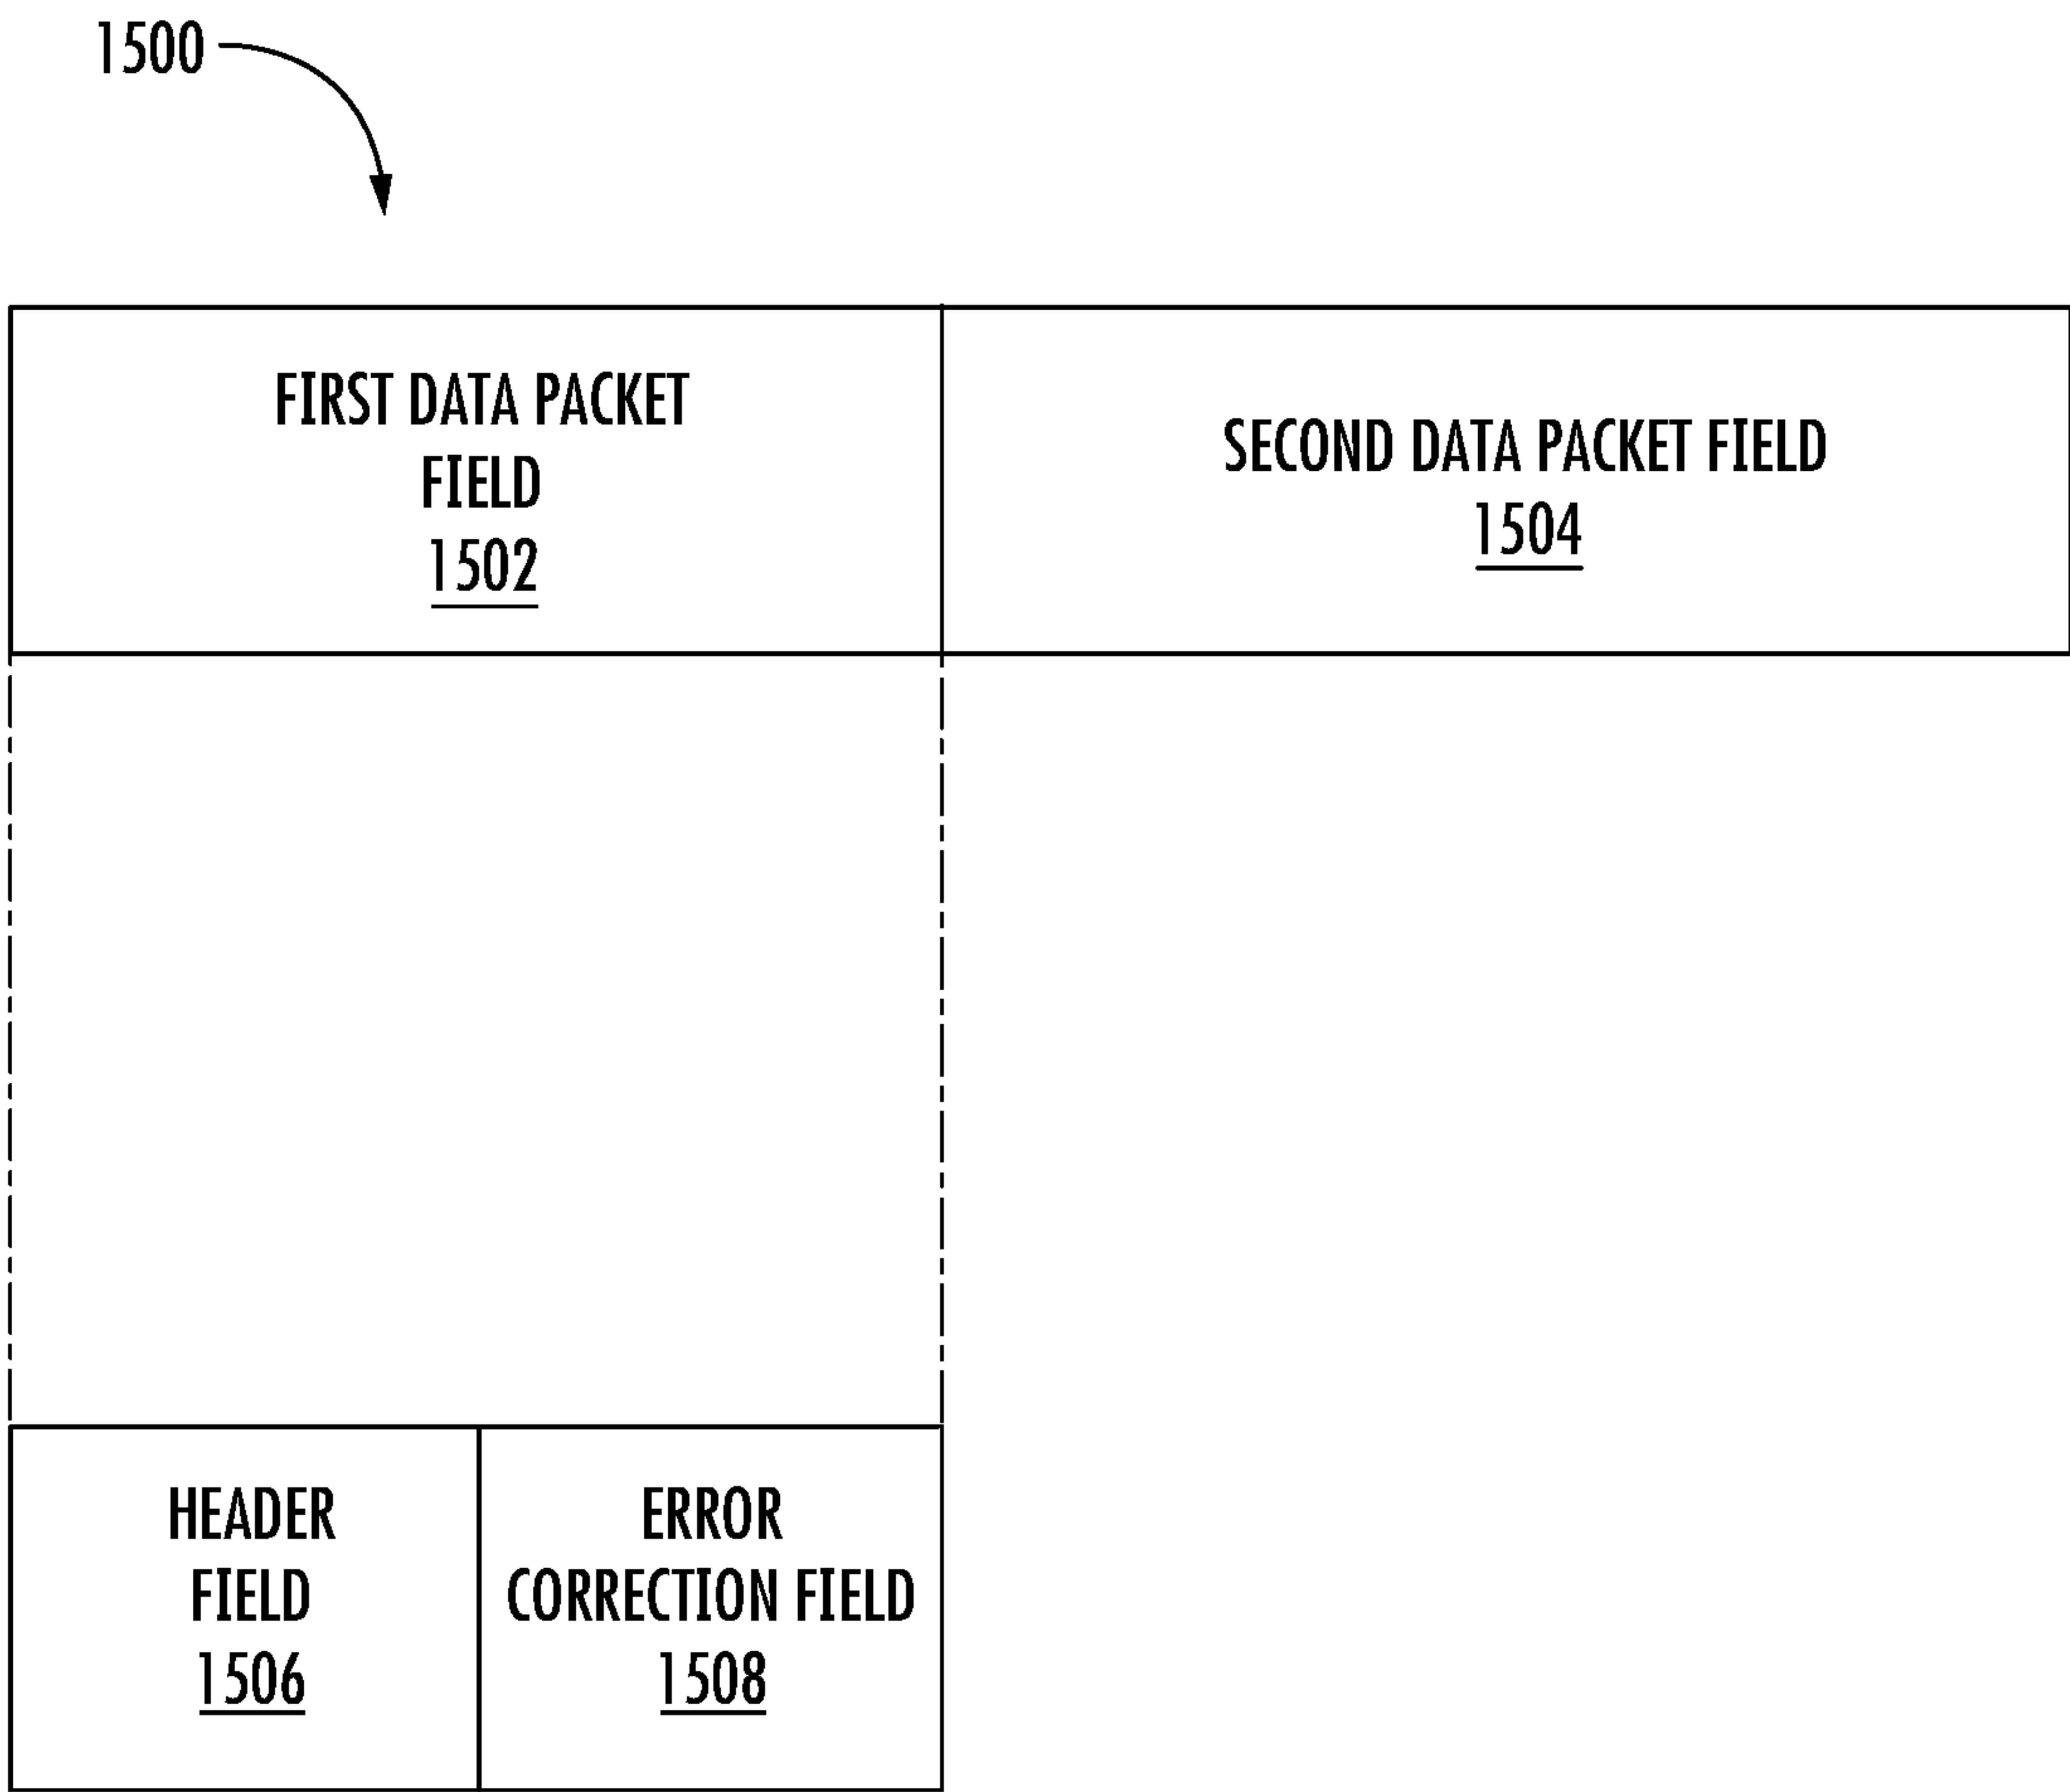 1500
FIRST DATA PACKET
FIELD
1502
SECOND DATA PACKET FIELD
1504
HEADER
FIELD
1506
ERROR
CORRECTION FIELD
1508